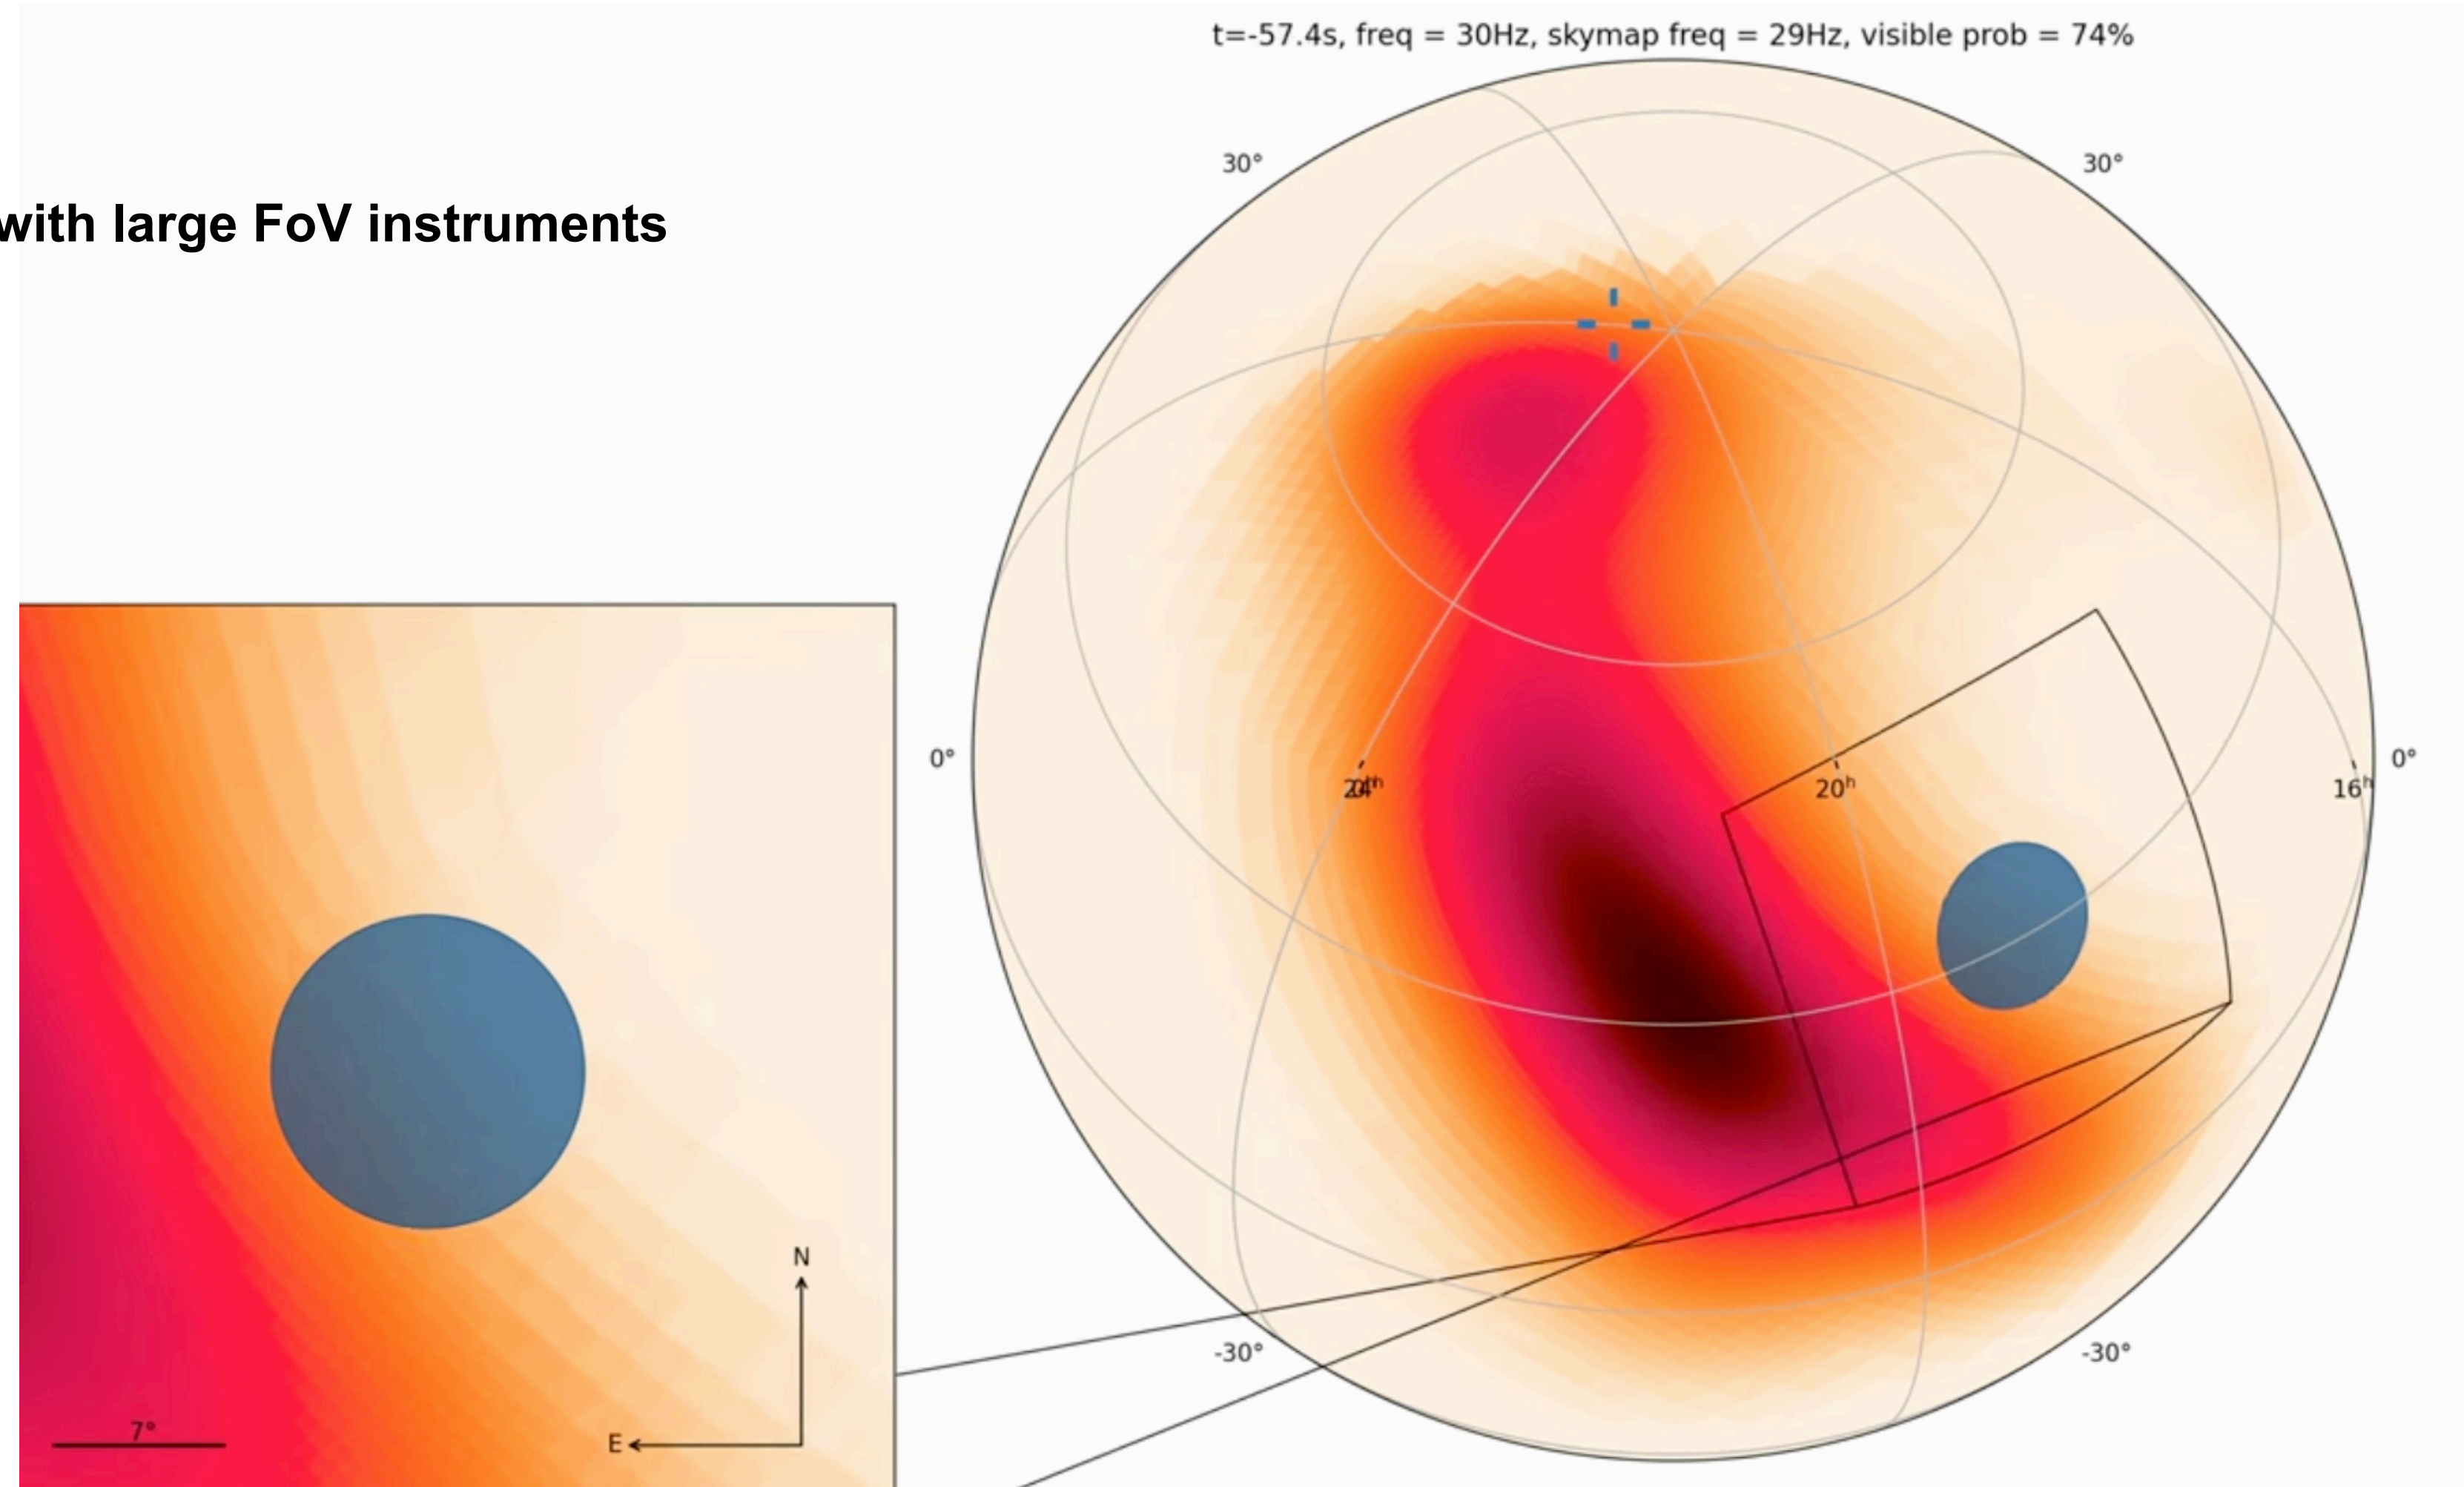 t=-57.4s, freq = 30Hz, skymap freq = 29Hz, visible prob = 74%
30° 30°
with large FoV instruments
0° 0°
20ʰ 16ʰ
N
-30° -30°
7° E